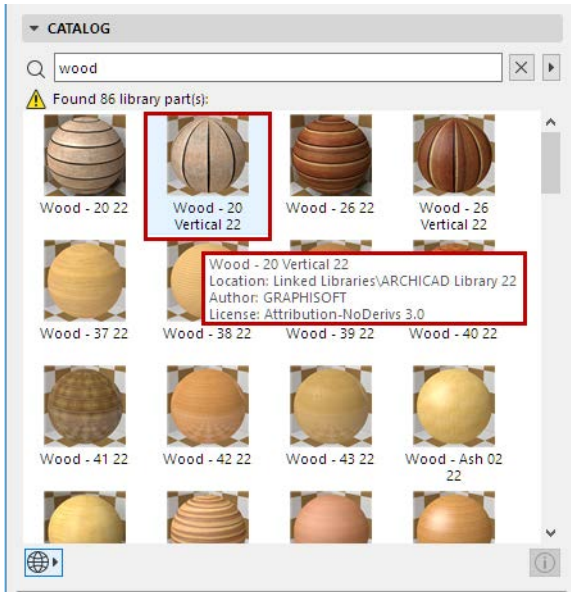 CATALOG
wood
Found 86 library part(s):
Wood - 20 22
Wood - 20
Vertical 22
Wood - 26 22
Wood - 26
Vertical 22
Wood - 20 Vertical 22
Location: Linked Libraries\ARCHICAD Library 22
Author: GRAPHISOFT
License: Attribution-NoDerivs 3.0
Wood - 37 22
Wood - 38 22
Wood - 39 22
Wood - 40 22
Wood - 41 22
Wood - 42 22
Wood - 43 22
Wood - Ash 02
22